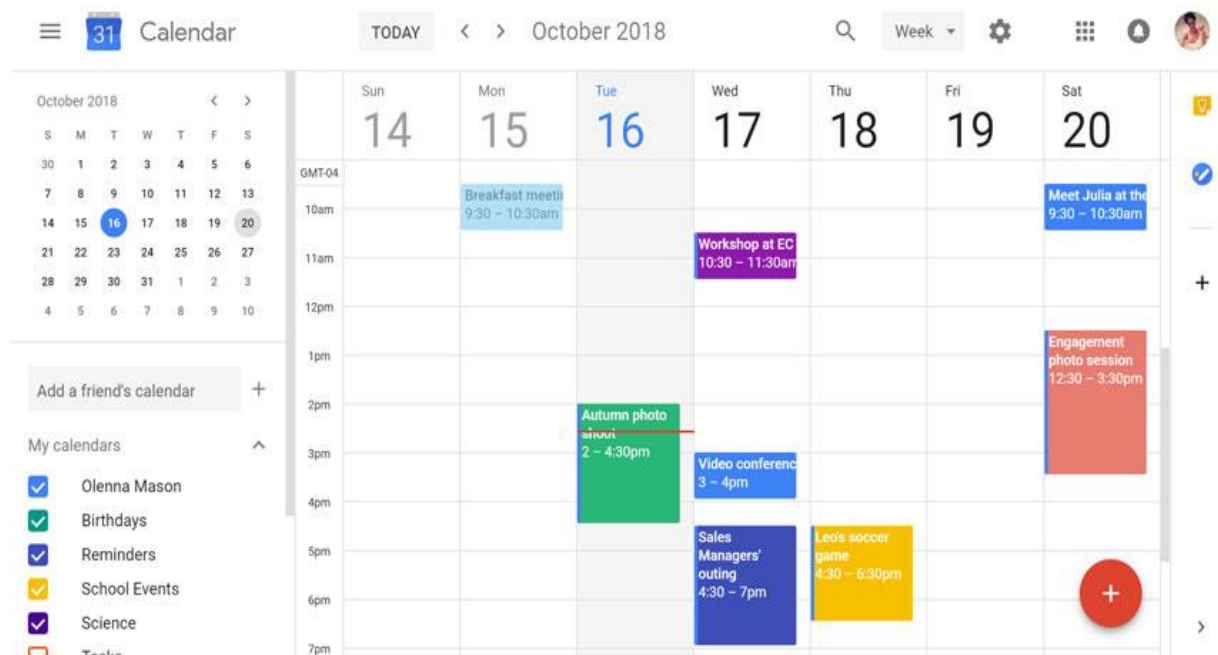 31 Calendar TODAY < > October 2018 Week
October 2018 < >
S M T W T F S
30 1 2 3 4 5 6
7 8 9 10 11 12 13
14 15 16 17 18 19 20
21 22 23 24 25 26 27
28 29 30 31 1 2 3
4 5 6 7 8 9 10
Add a friend's calendar +
My calendars
Olenna Mason
Birthdays
Reminders
School Events
Science
Sun Mon Tue Wed Thu Fri Sat
14 15 16 17 18 19 20
GMT-04
10am
11am
12pm
1pm
2pm
3pm
4pm
5pm
6pm
7pm
Breakfast meetin
9:30 – 10:30am
Autumn photo
shoot
2 – 4:30pm
Workshop at EC
10:30 – 11:30am
Video conferenc
3 – 4pm
Sales
Managers'
outing
4:30 – 7pm
Leo's soccer
game
4:30 – 6:30pm
Meet Julia at the
9:30 – 10:30am
Engagement
photo session
12:30 – 3:30pm